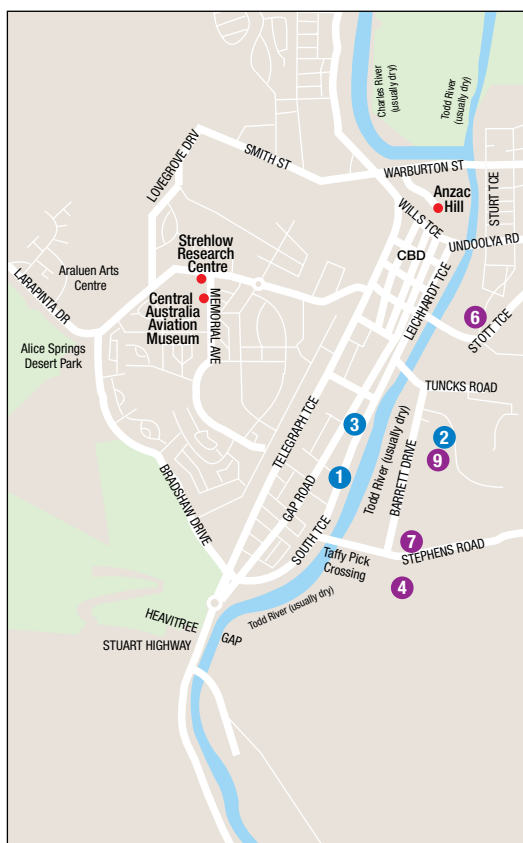 Charles River
(usually dry)
Todd River
(usually dry)
LOVEGROVE DRV
SMITH ST
WARBURTON ST
Anzac
Hill
STURT TCE
WILLS TCE
UNDOOLYA RD
CBD
Strehlow
Research
Centre
Araluen Arts
Centre
LARAPINTA DR
Central
Australia
Aviation
Museum
MEMORIAL AVE
LEICHHARDT TCE
6
STOTT TCE
Alice Springs
Desert Park
TUNCKS ROAD
TELEGRAPH TCE
3
2
9
Todd River (usually dry)
BARRETT DRIVE
1
GAP ROAD
BRADSHAW DRIVE
SOUTH TCE
7
STEPHENS ROAD
Taffy Pick
Crossing
4
Todd River (usually dry)
HEAVITREE
GAP
STUART HIGHWAY